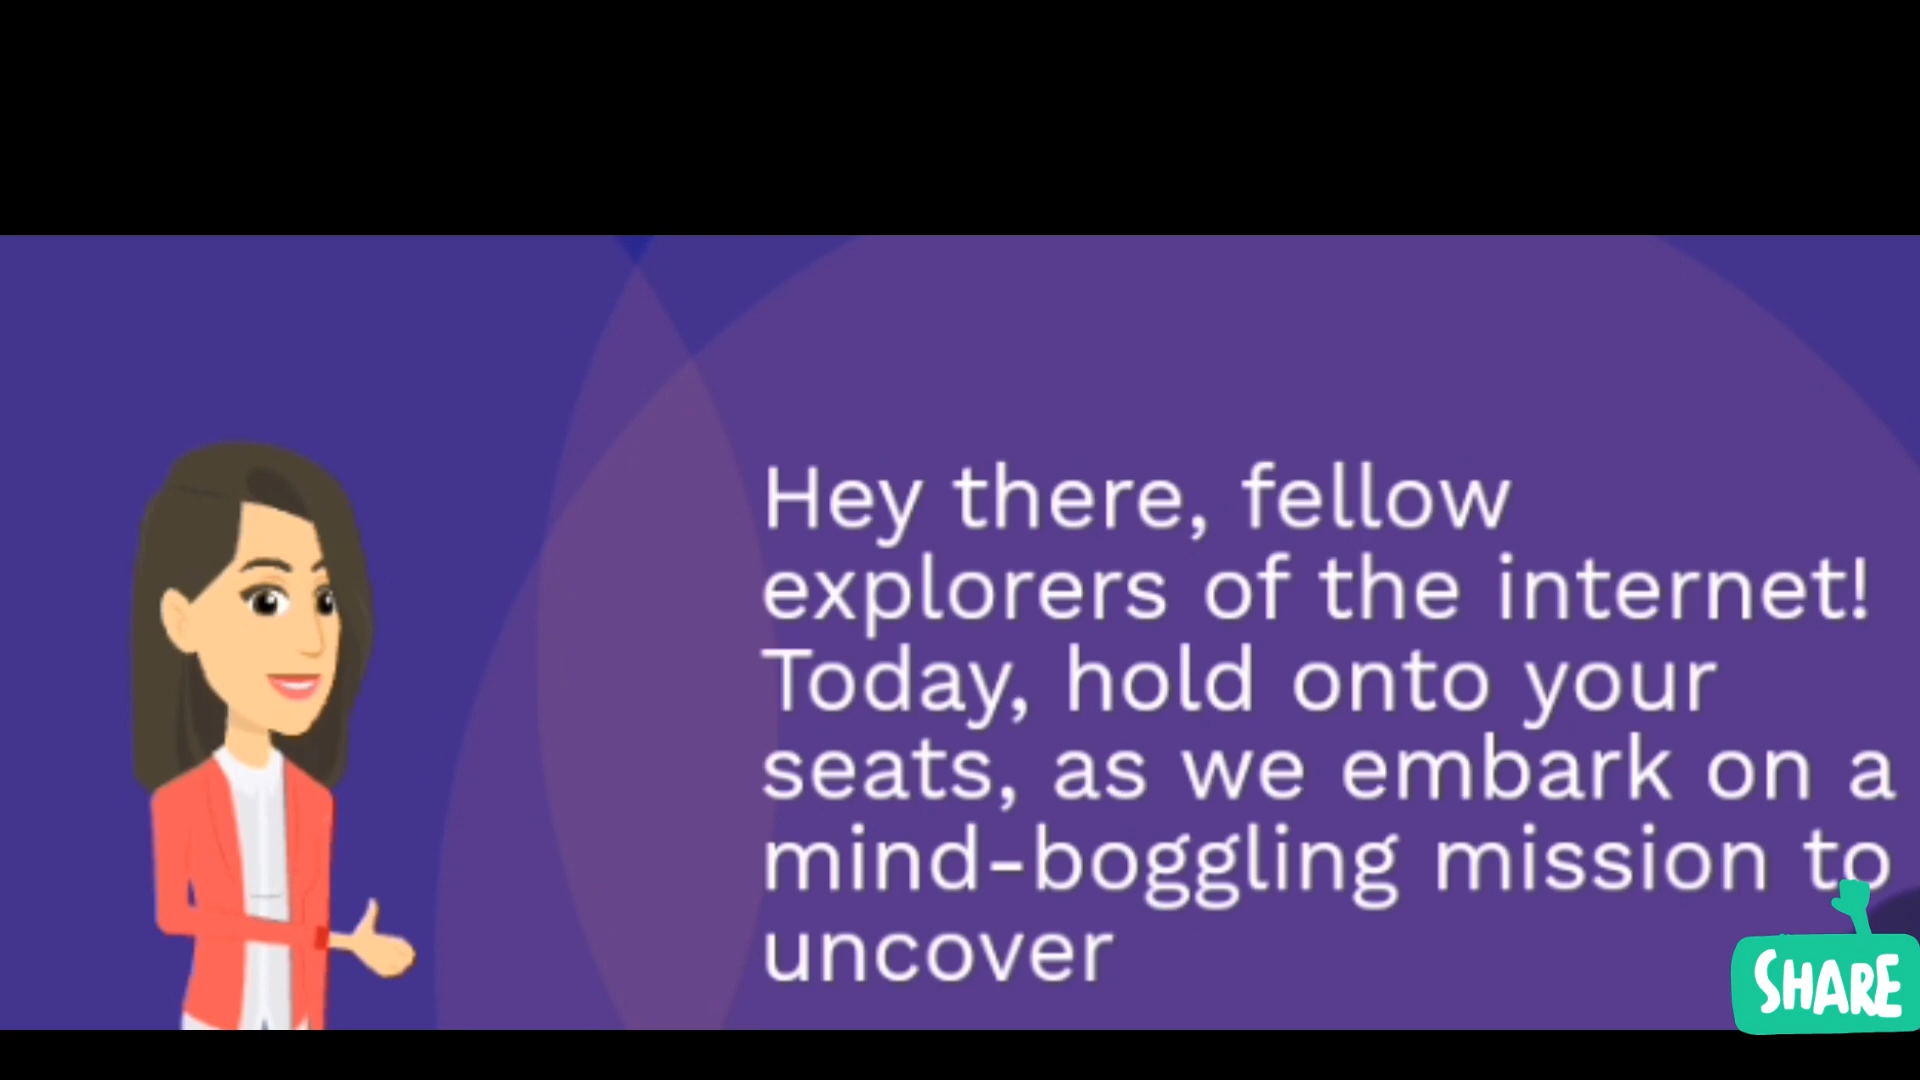 Hey there, fellow
explorers of the internet!
Today, hold onto your
seats, as we embark on a
mind-boggling mission to
uncover
SHARE